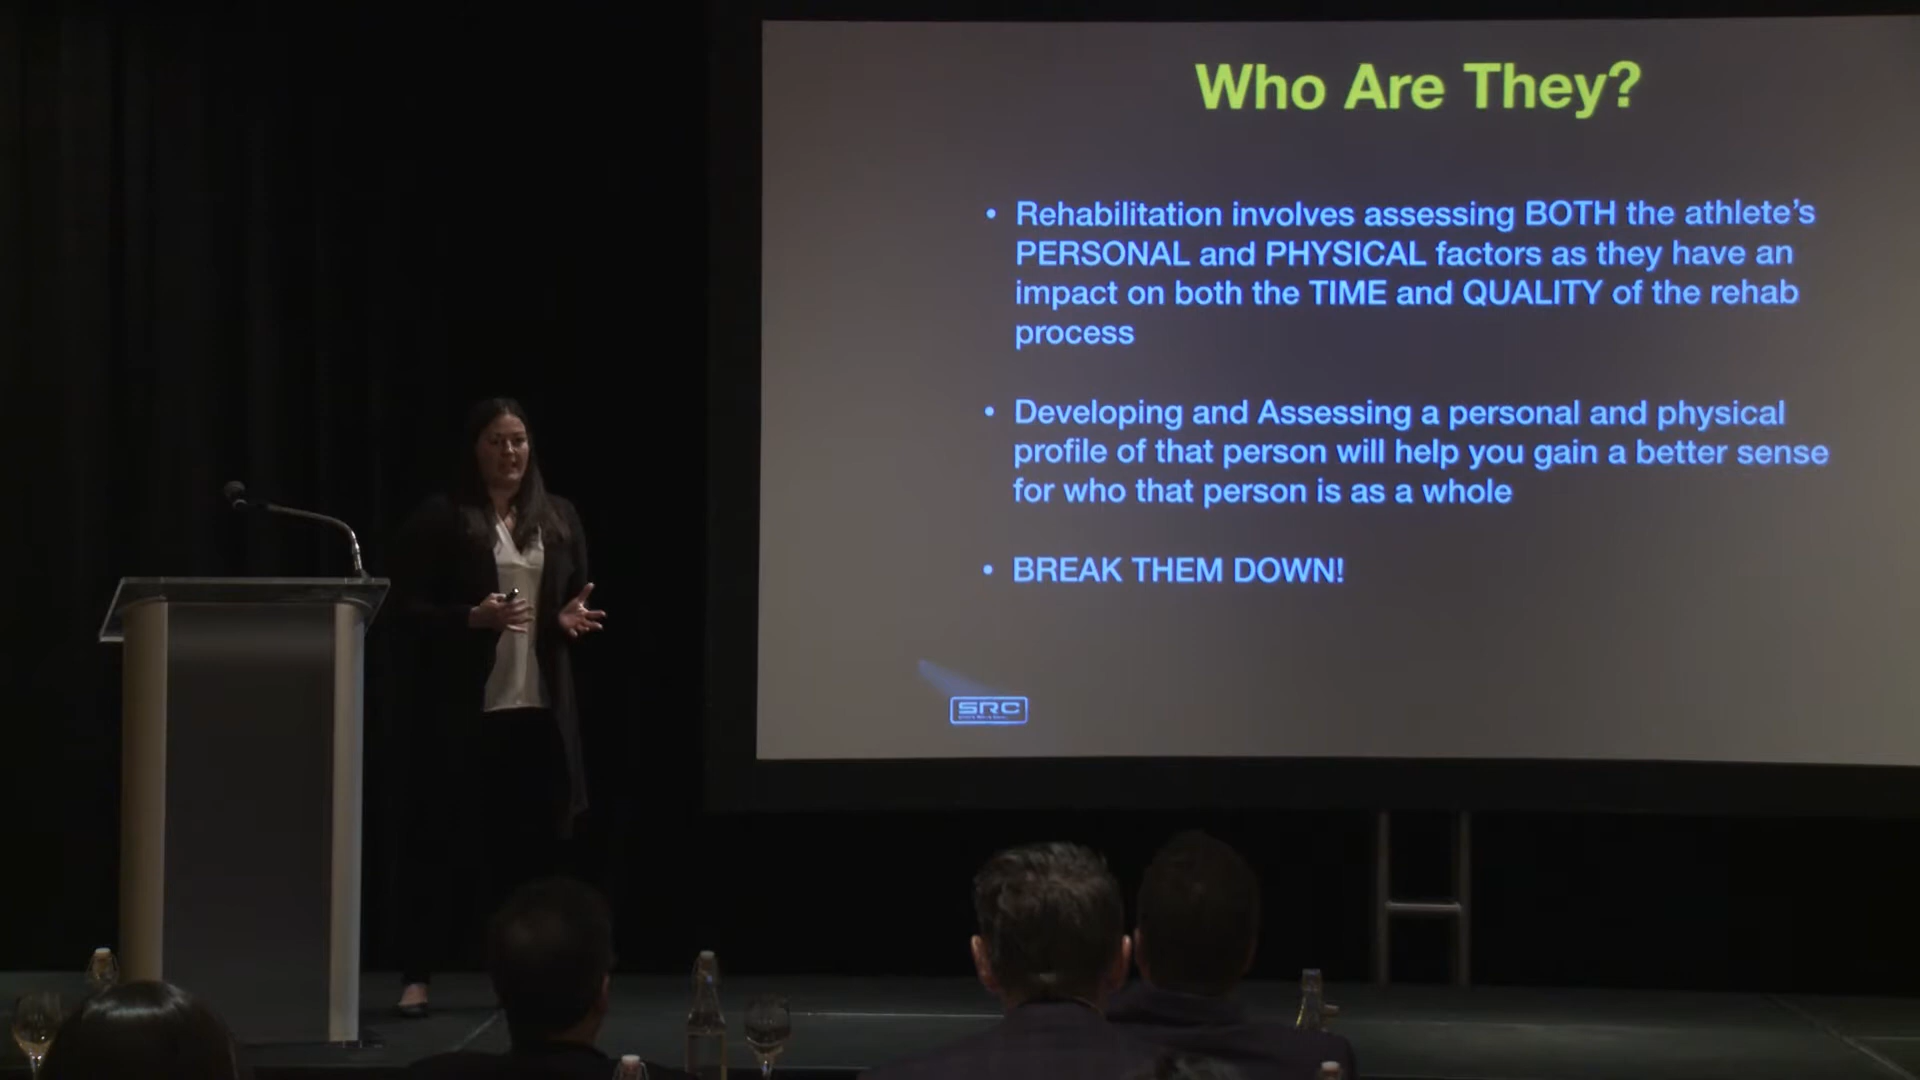 Who Are They?
• Rehabilitation involves assessing BOTH the athlete’s
PERSONAL and PHYSICAL factors as they have an
impact on both the TIME and QUALITY of the rehab
process
• Developing and Assessing a personal and physical
profile of that person will help you gain a better sense
for who that person is as a whole
• BREAK THEM DOWN!
SRC